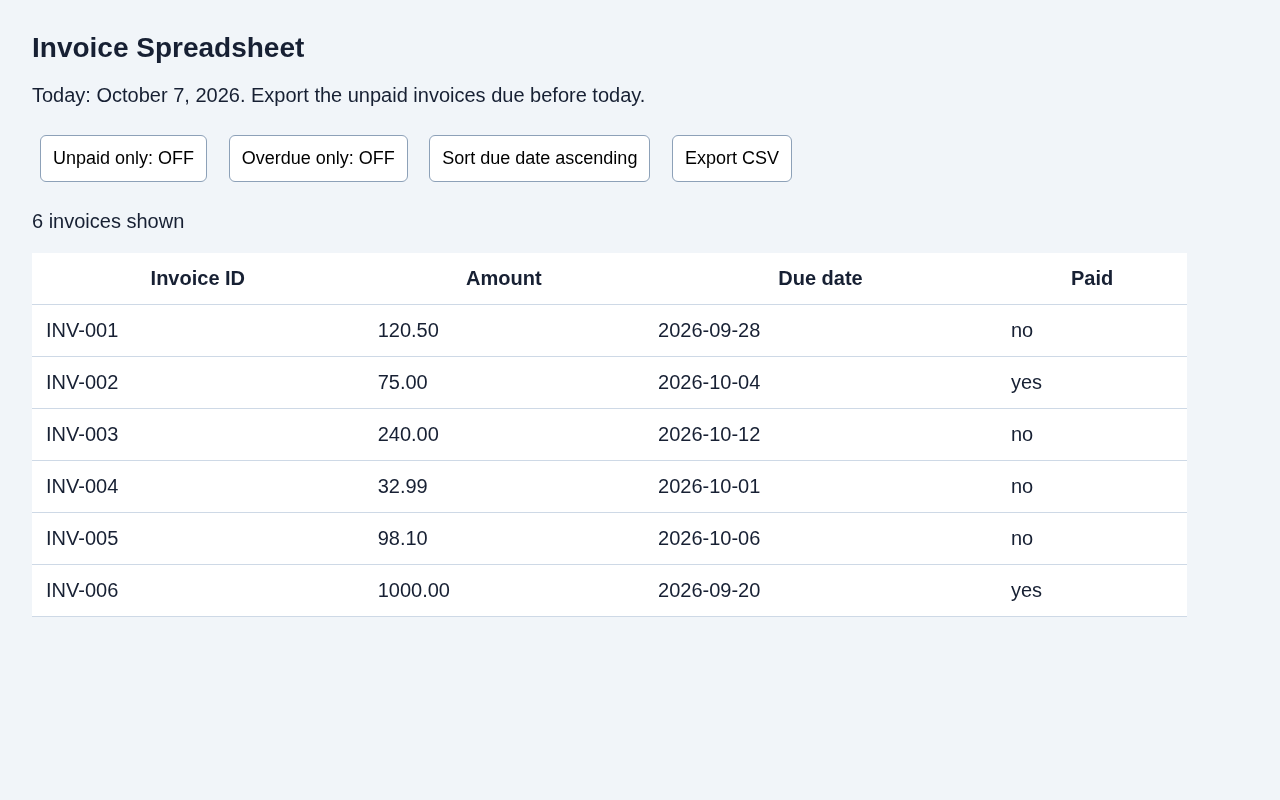 Invoice Spreadsheet
Today: October 7, 2026. Export the unpaid invoices due before today.
Unpaid only: OFF Overdue only: OFF Sort due date ascending Export CSV
6 invoices shown
Invoice ID Amount Due date Paid
INV-001 120.50 2026-09-28 no
INV-002 75.00 2026-10-04 yes
INV-003 240.00 2026-10-12 no
INV-004 32.99 2026-10-01 no
INV-005 98.10 2026-10-06 no
INV-006 1000.00 2026-09-20 yes